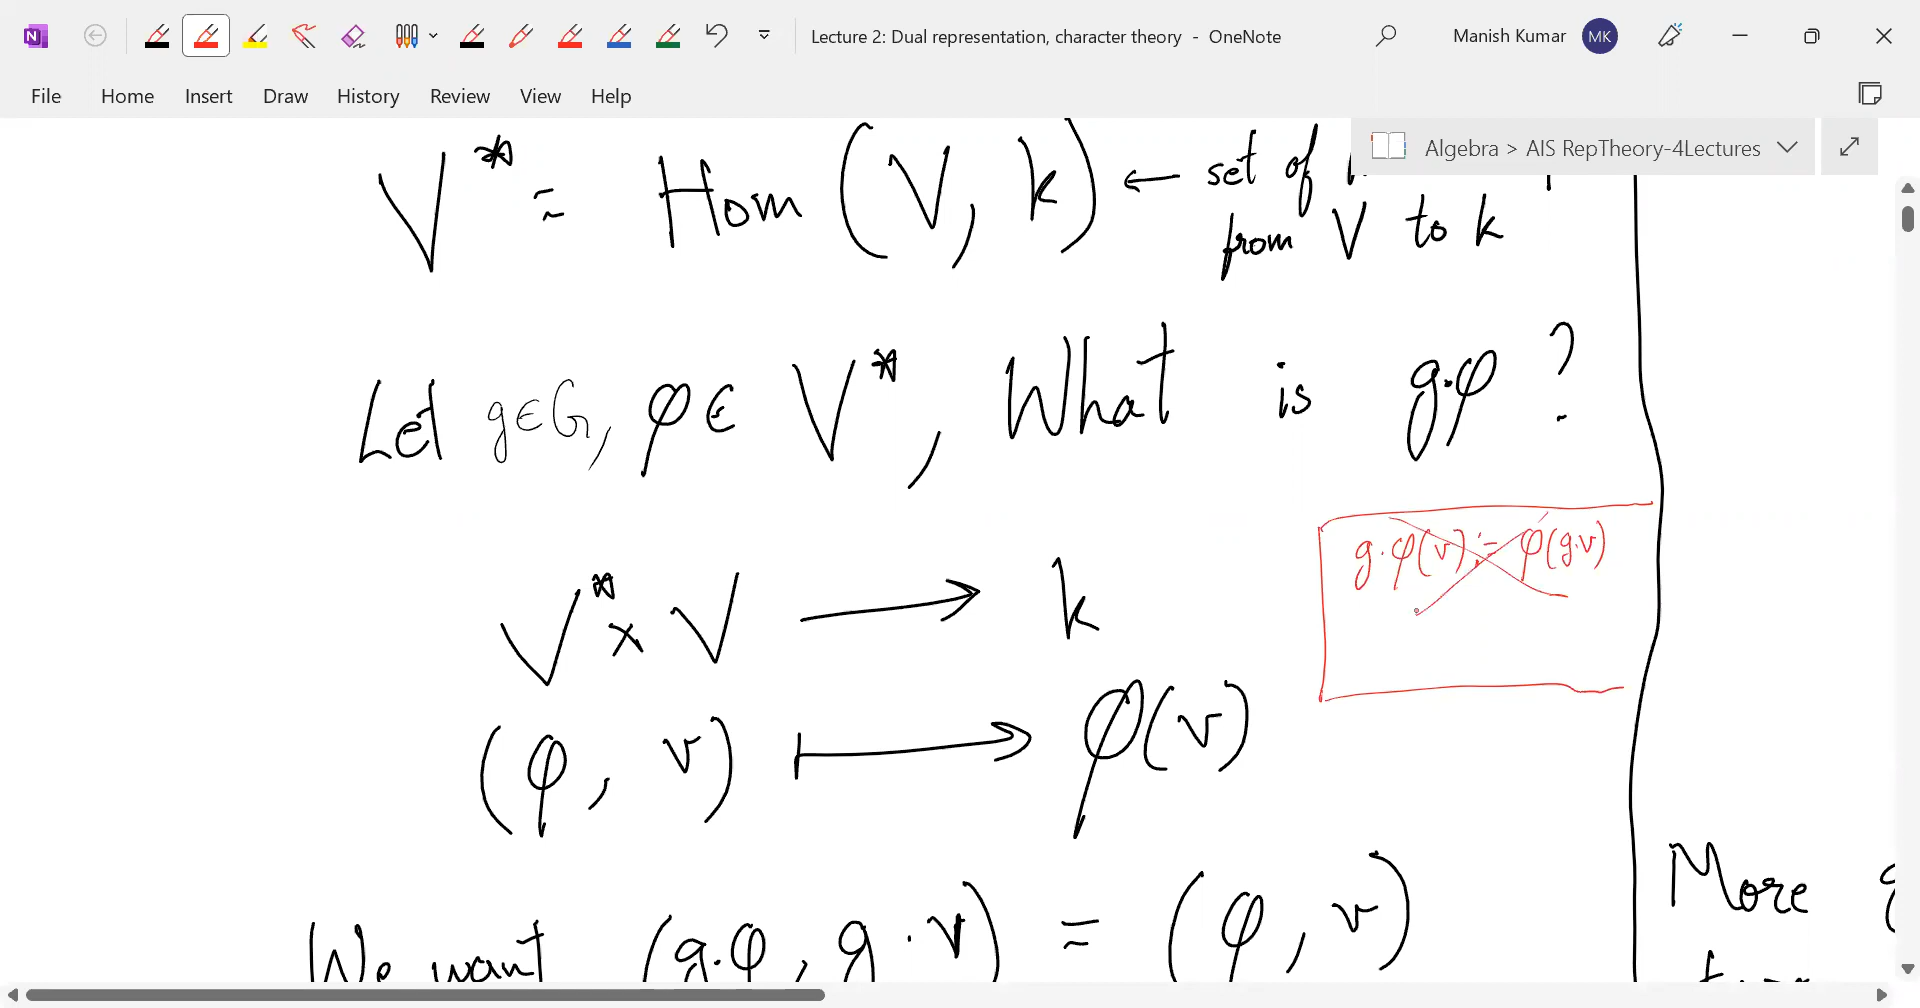 Lecture 2: Dual representation, character theory - OneNote
Manish Kumar MK
File Home Insert Draw History Review View Help
Algebra > AIS RepTheory-4Lectures
V* = Hom (V, k) ← set of
from V to k
Let g∈G, φ∈ V*, What is g.φ ?
g.φ(v) := φ(g.v)
V* × V → k
(φ, v) ↦ φ(v)
We want (g.φ, g.v) = (φ, v)
More